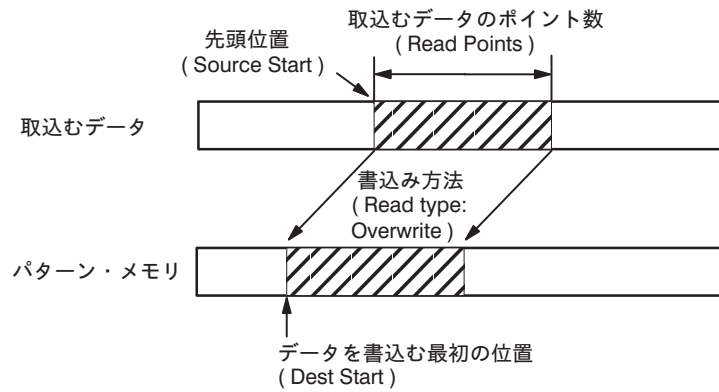 取込むデータのポイント数
( Read Points )
先頭位置
( Source Start )
取込むデータ
書込み方法
( Read type:
Overwrite )
パターン・メモリ
データを書込む最初の位置
( Dest Start )